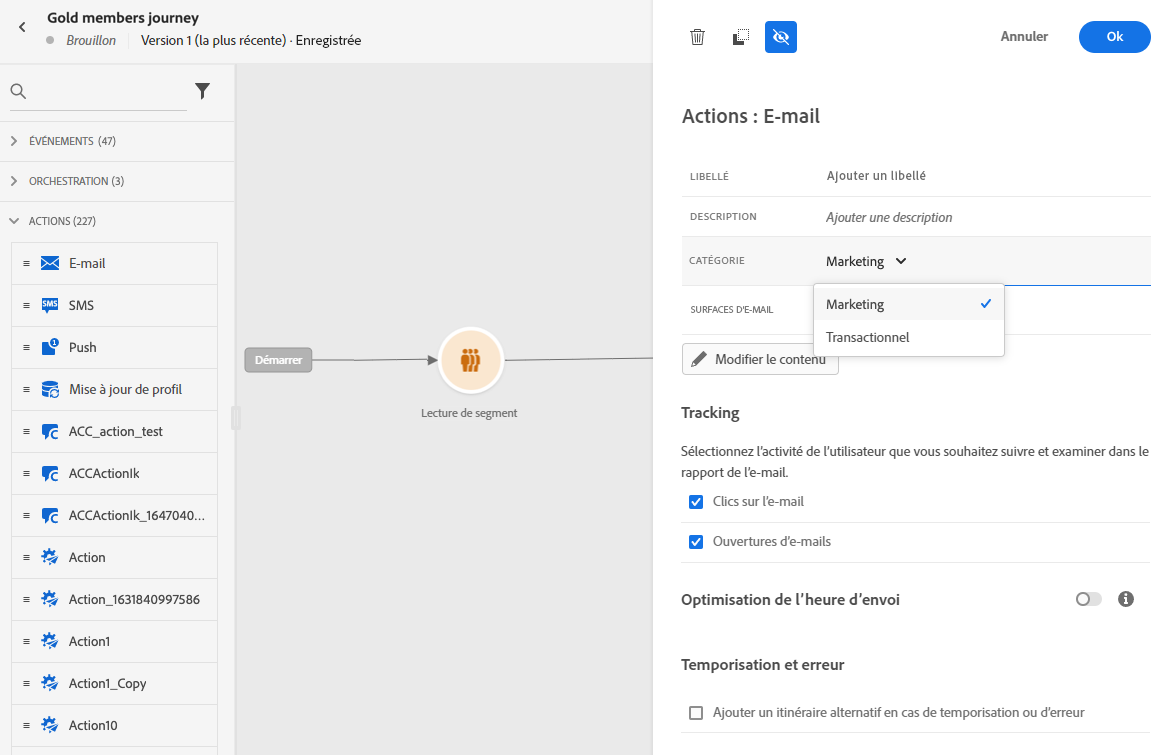 Gold members journey
Brouillon
Version 1 (la plus récente) · Enregistrée
Annuler
Ok
ÉVÉNEMENTS (47)
ORCHESTRATION (3)
ACTIONS (227)
E-mail
SMS
SMS
1
Push
Mise à jour de profil
ACC_action_test
ACCActionlk
ACCActionlk_1647040...
Action
Action_1631840997586
Action1
Action1_Copy
Action10
Démarrer
Lecture de segment
Actions : E-mail
LIBELLÉ
Ajouter un libellé
DESCRIPTION
Ajouter une description
CATÉGORIE
Marketing
SURFACES D'E-MAIL
Marketing
Transactionnel
Modifier le contenu
Tracking
Sélectionnez l'activité de l'utilisateur que vous souhaitez suivre et examiner dans le
rapport de l'e-mail.
Clics sur l'e-mail
Ouvertures d'e-mails
Optimisation de l'heure d'envoi
Temporisation et erreur
Ajouter un itinéraire alternatif en cas de temporisation ou d'erreur